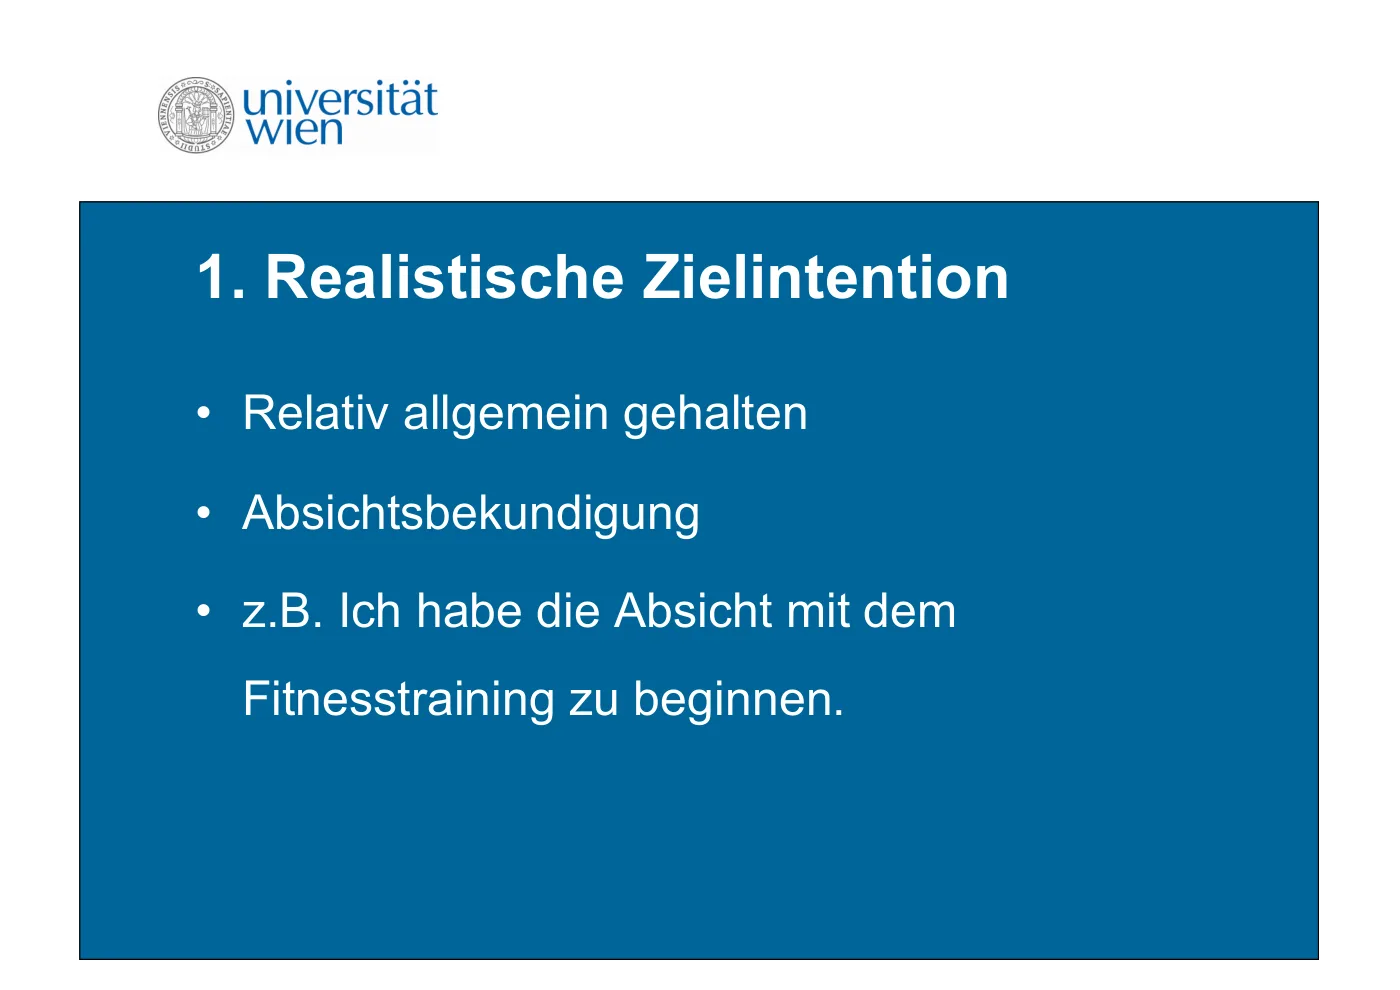 universität
wien
1. Realistische Zielintention
• Relativ allgemein gehalten
• Absichtsbekundigung
• z.B. Ich habe die Absicht mit dem
Fitnesstraining zu beginnen.